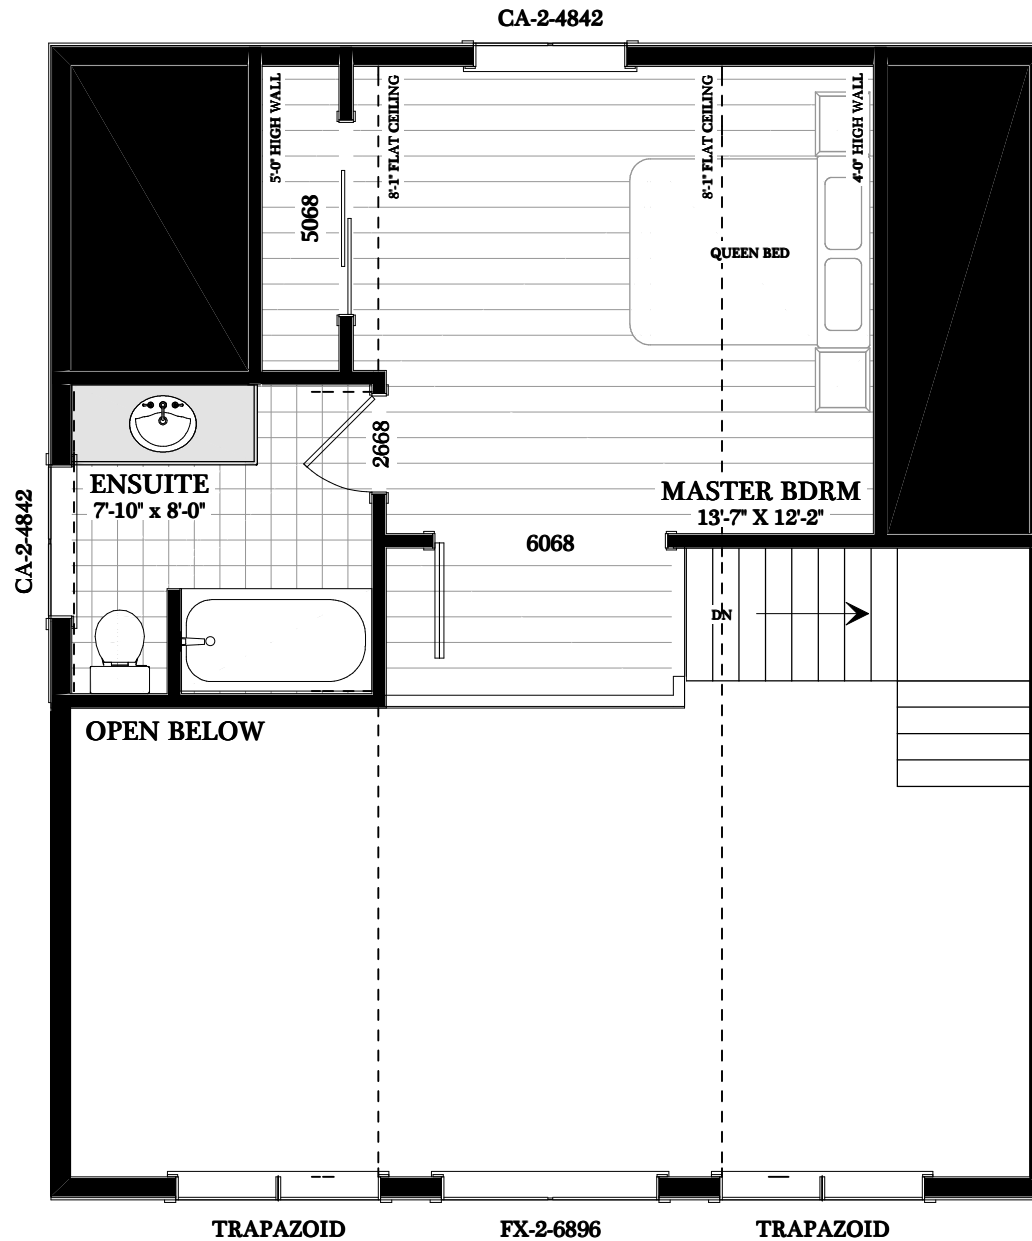 CA-2-4842
5'-0" HIGH WALL
8'-1" FLAT CEILING
8'-1" FLAT CEILING
4'-0" HIGH WALL
5068
QUEEN BED
2668
ENSUITE
7'-10" x 8'-0"
MASTER BDRM
13'-7" X 12'-2"
CA-2-4842
6068
DN
OPEN BELOW
TRAPAZOID
FX-2-6896
TRAPAZOID